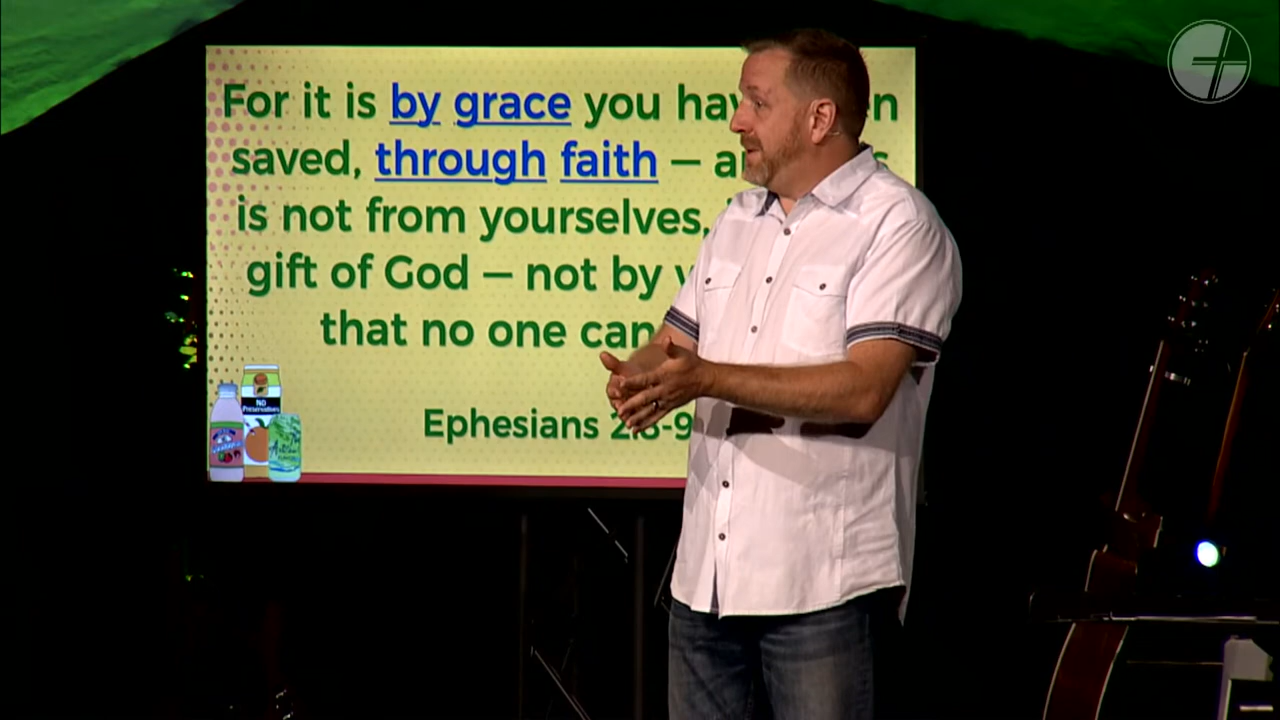 For it is by grace you hav en
saved, through faith — a s
is not from yourselves,
gift of God — not by
that no one can
Ephesians 2:8-9
NO
Preservatives